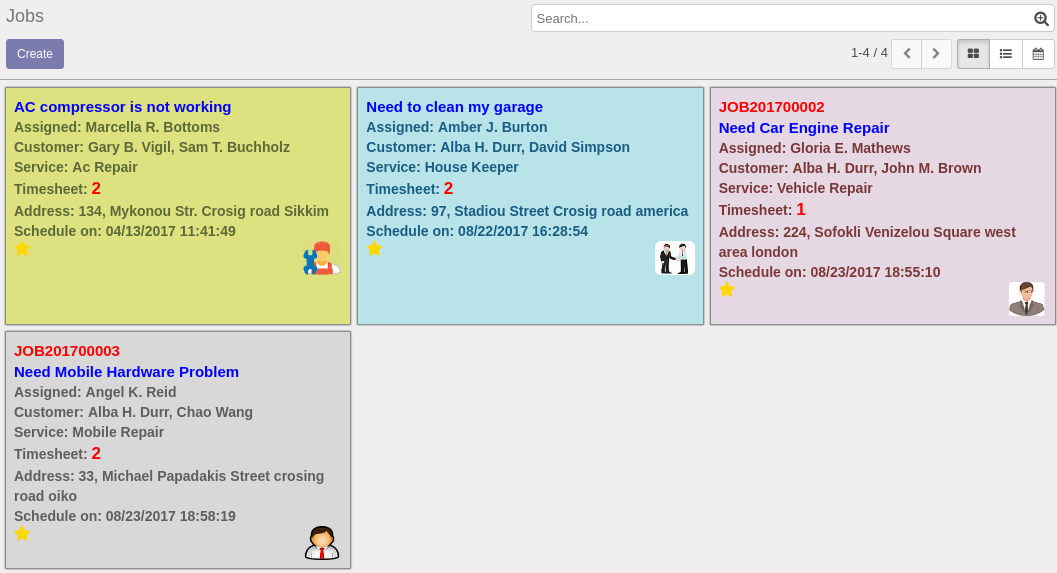 Jobs
Search...
Create
1-4 / 4
AC compressor is not working
Assigned: Marcella R. Bottoms
Customer: Gary B. Vigil, Sam T. Buchholz
Service: Ac Repair
Timesheet: 2
Address: 134, Mykonou Str. Crosig road Sikkim
Schedule on: 04/13/2017 11:41:49
Need to clean my garage
Assigned: Amber J. Burton
Customer: Alba H. Durr, David Simpson
Service: House Keeper
Timesheet: 2
Address: 97, Stadiou Street Crosig road america
Schedule on: 08/22/2017 16:28:54
JOB201700002
Need Car Engine Repair
Assigned: Gloria E. Mathews
Customer: Alba H. Durr, John M. Brown
Service: Vehicle Repair
Timesheet: 1
Address: 224, Sofokli Venizelou Square west
area london
Schedule on: 08/23/2017 18:55:10
JOB201700003
Need Mobile Hardware Problem
Assigned: Angel K. Reid
Customer: Alba H. Durr, Chao Wang
Service: Mobile Repair
Timesheet: 2
Address: 33, Michael Papadakis Street crosing
road oiko
Schedule on: 08/23/2017 18:58:19